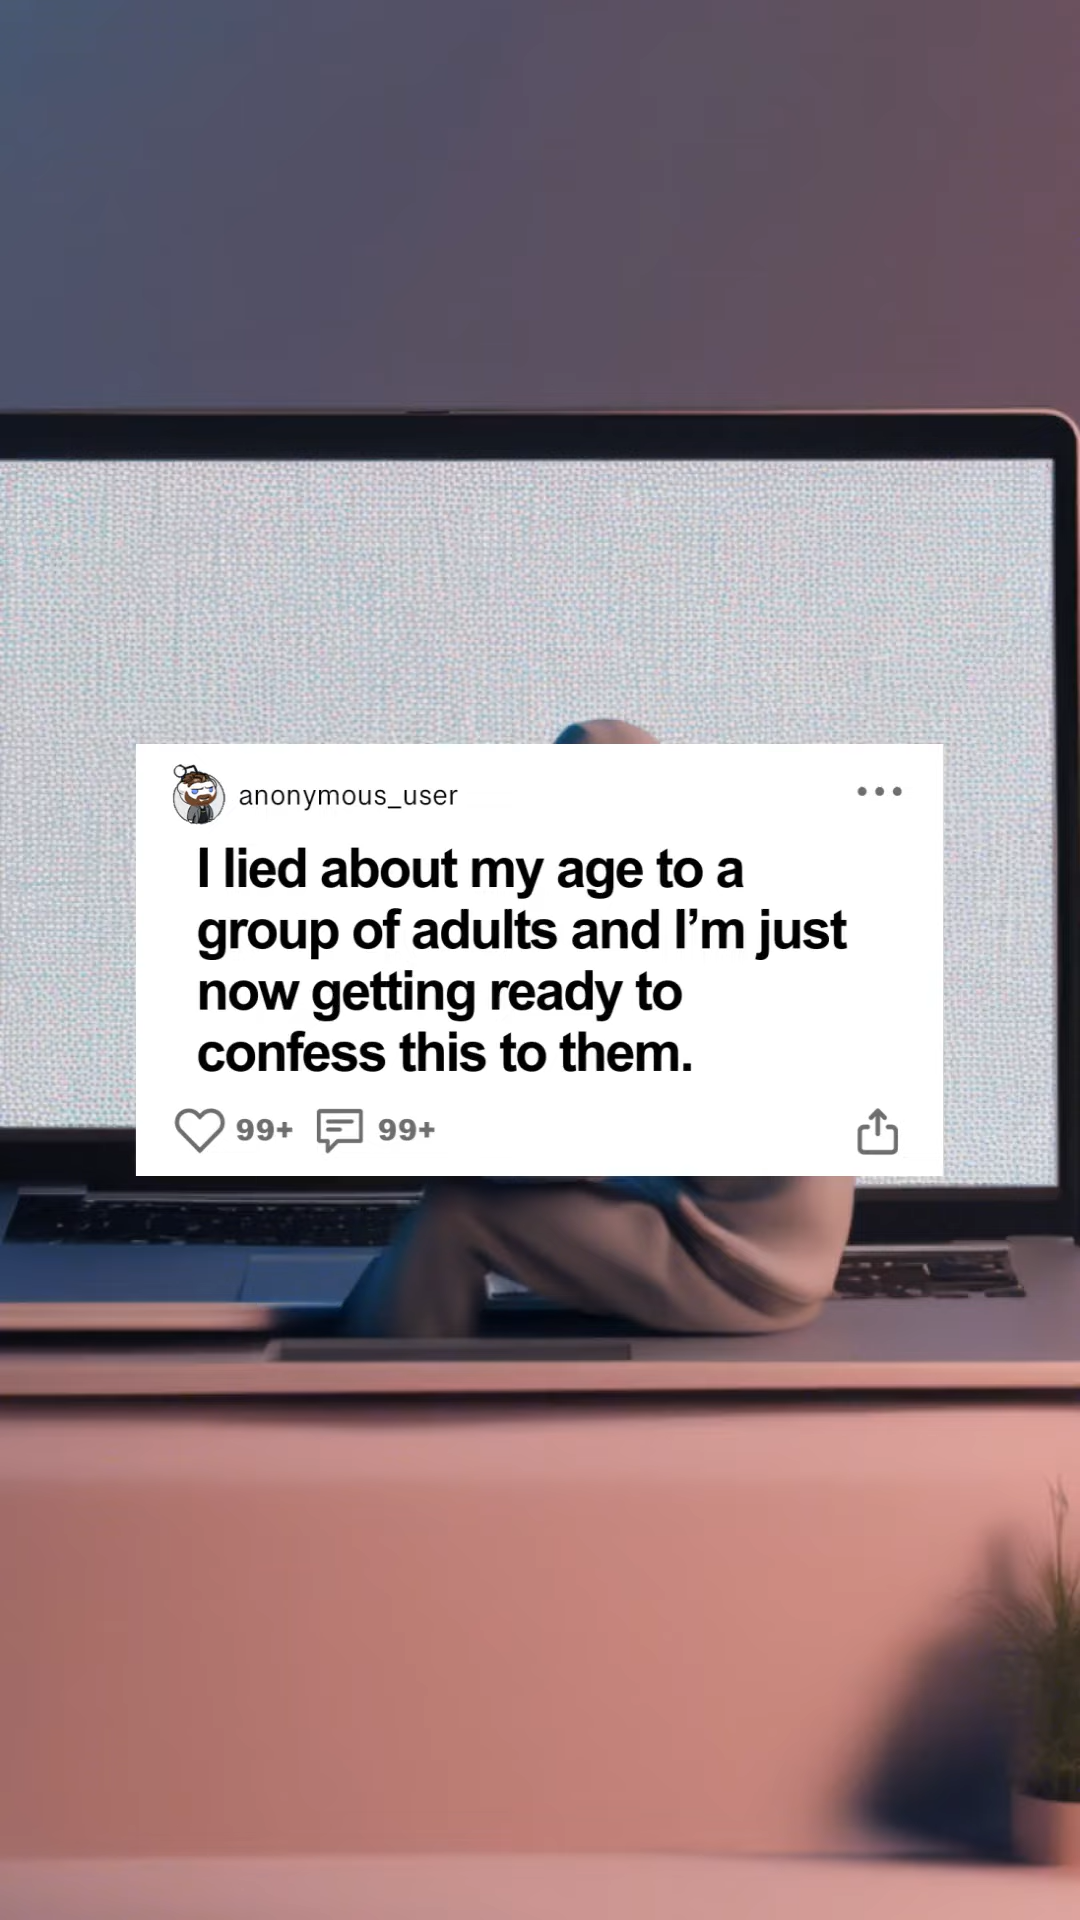 anonymous_user
I lied about my age to a
group of adults and I’m just
now getting ready to
confess this to them.
99+ 99+